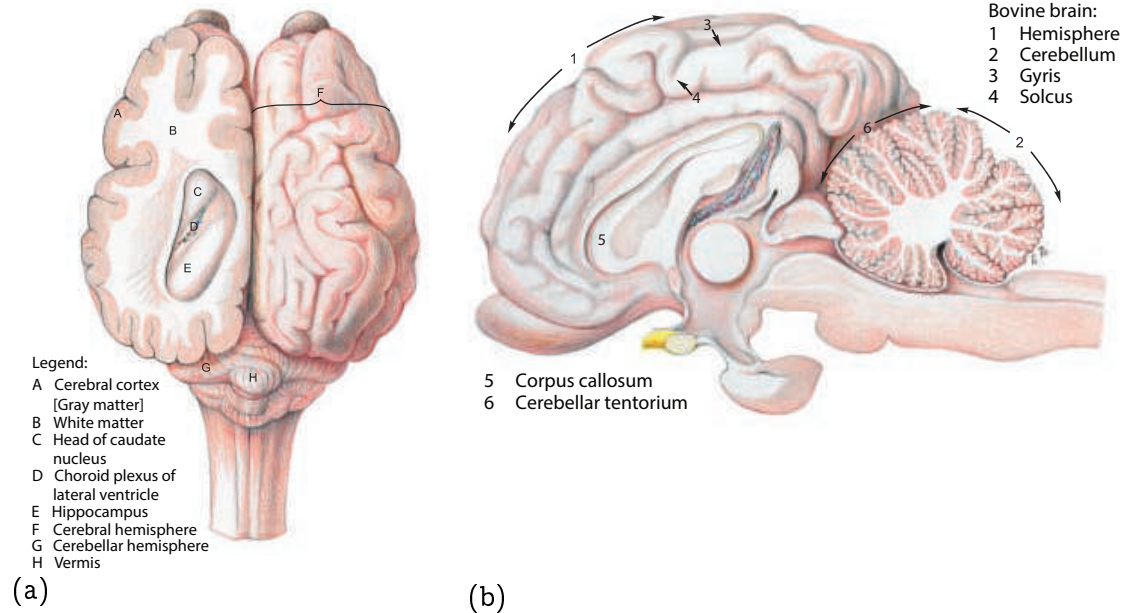 A
B
C
D
E
F
G
H
Legend:
A Cerebral cortex
[Gray matter]
B White matter
C Head of caudate
nucleus
D Choroid plexus of
lateral ventricle
E Hippocampus
F Cerebral hemisphere
G Cerebellar hemisphere
H Vermis
(a)
Bovine brain:
1 Hemisphere
2 Cerebellum
3 Gyris
4 Solcus
1
3
4
6
2
5
5 Corpus callosum
6 Cerebellar tentorium
(b)